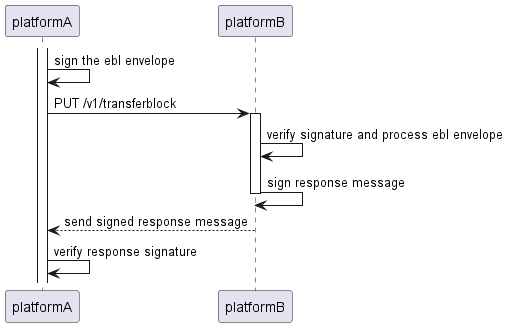 platformA
platformB
sign the ebl envelope
PUT /v1/transferblock
verify signature and process ebl envelope
sign response message
send signed response message
verify response signature
platformA
platformB